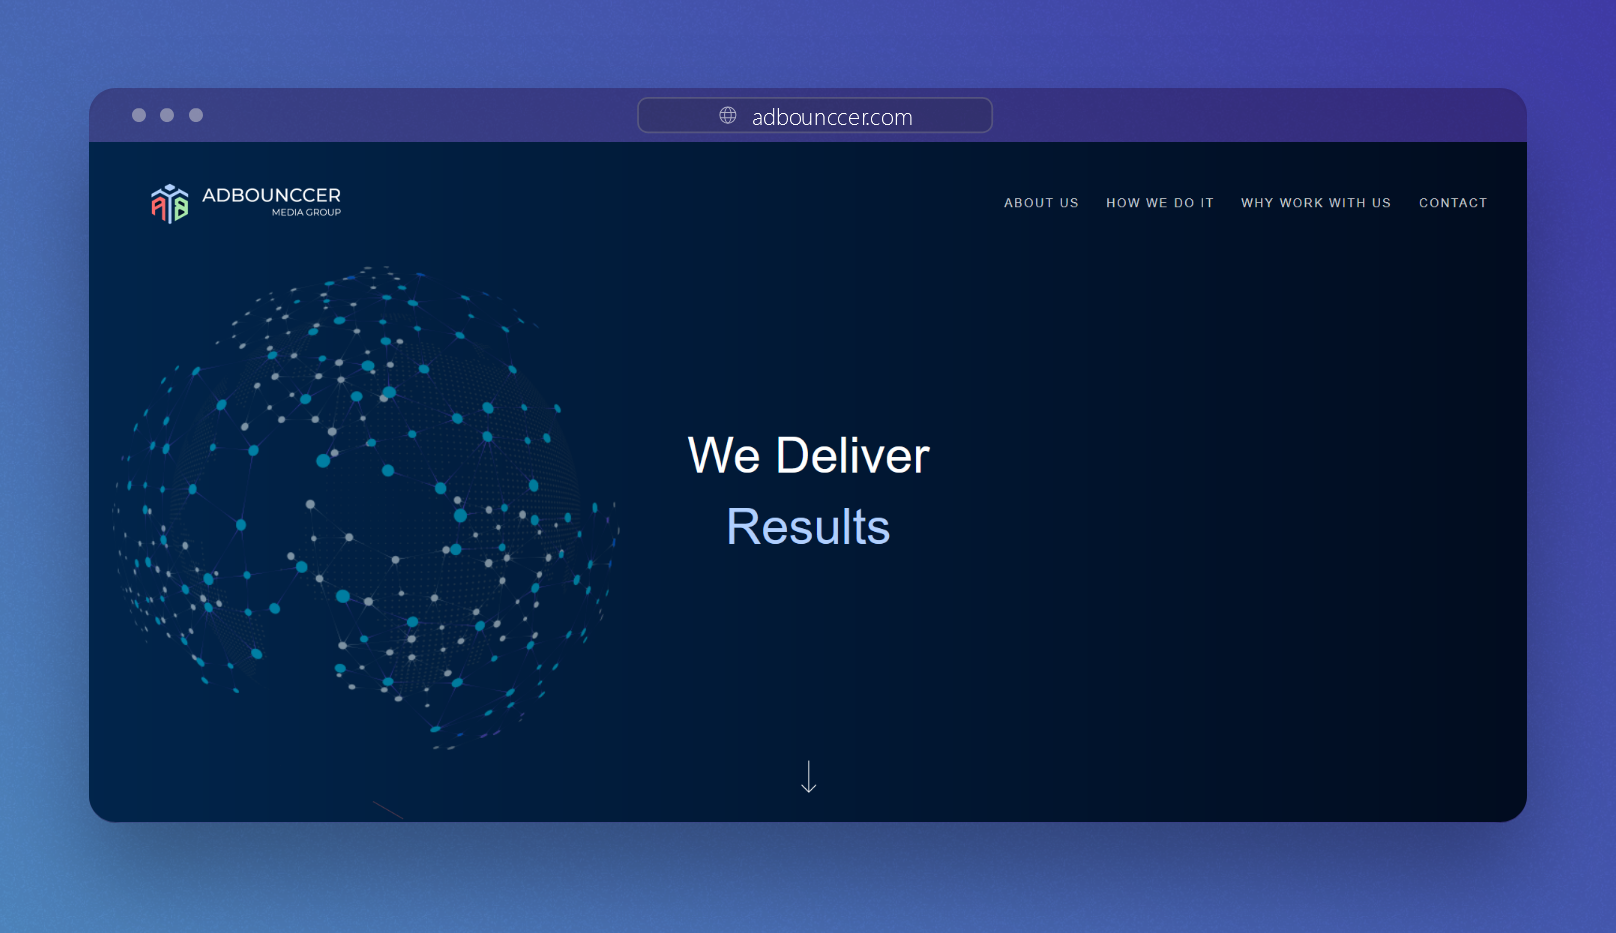 adbounccer.com
ADBOUNCCER
MEDIA GROUP
ABOUT US HOW WE DO IT WHY WORK WITH US CONTACT
We Deliver
Results